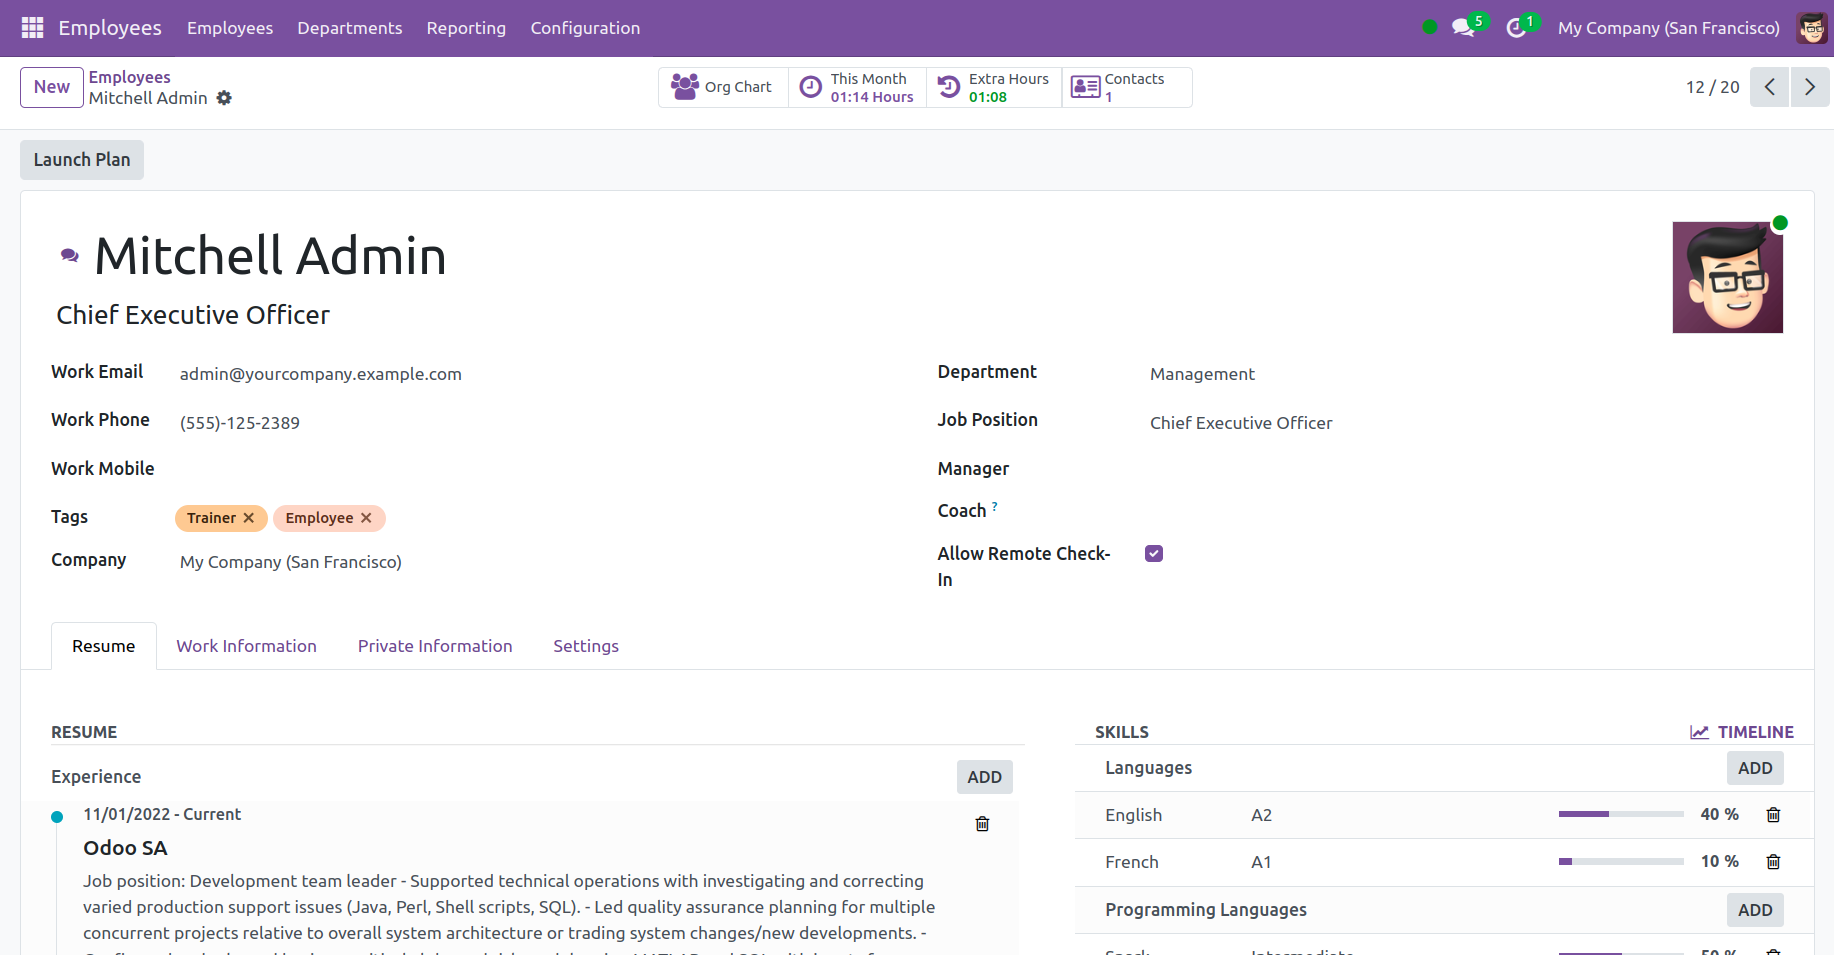 Employees Employees Departments Reporting Configuration 5 1 My Company (San Francisco)
New Employees
Mitchell Admin
Org Chart
This Month
01:14 Hours
Extra Hours
01:08
Contacts
1
12 / 20
Launch Plan
Mitchell Admin
Chief Executive Officer
Work Email admin@yourcompany.example.com
Work Phone (555)-125-2389
Work Mobile
Tags Trainer Employee
Company My Company (San Francisco)
Department Management
Job Position Chief Executive Officer
Manager
Coach ?
Allow Remote Check-
In
Resume Work Information Private Information Settings
RESUME
Experience ADD
11/01/2022 - Current
Odoo SA
Job position: Development team leader - Supported technical operations with investigating and correcting
varied production support issues (Java, Perl, Shell scripts, SQL). - Led quality assurance planning for multiple
concurrent projects relative to overall system architecture or trading system changes/new developments. -
SKILLS TIMELINE
Languages ADD
English A2 40 %
French A1 10 %
Programming Languages ADD
Intermediate 50 %